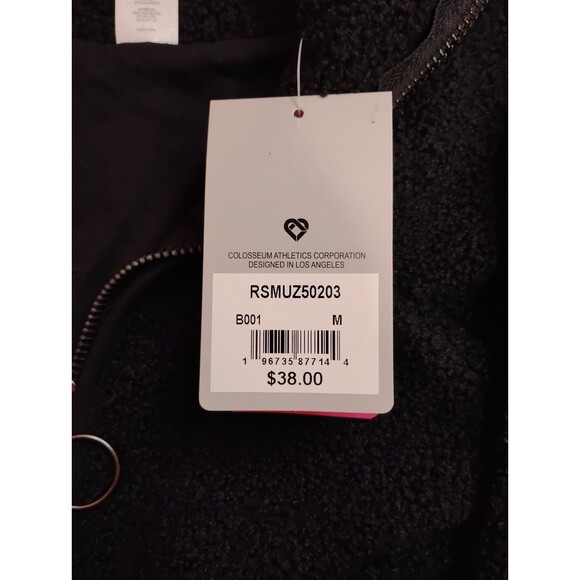 COLOSSEUM ATHLETICS CORPORATION
DESIGNED IN LOS ANGELES
RSMUZ50203
B001 M
1 96735 87714 4
$38.00